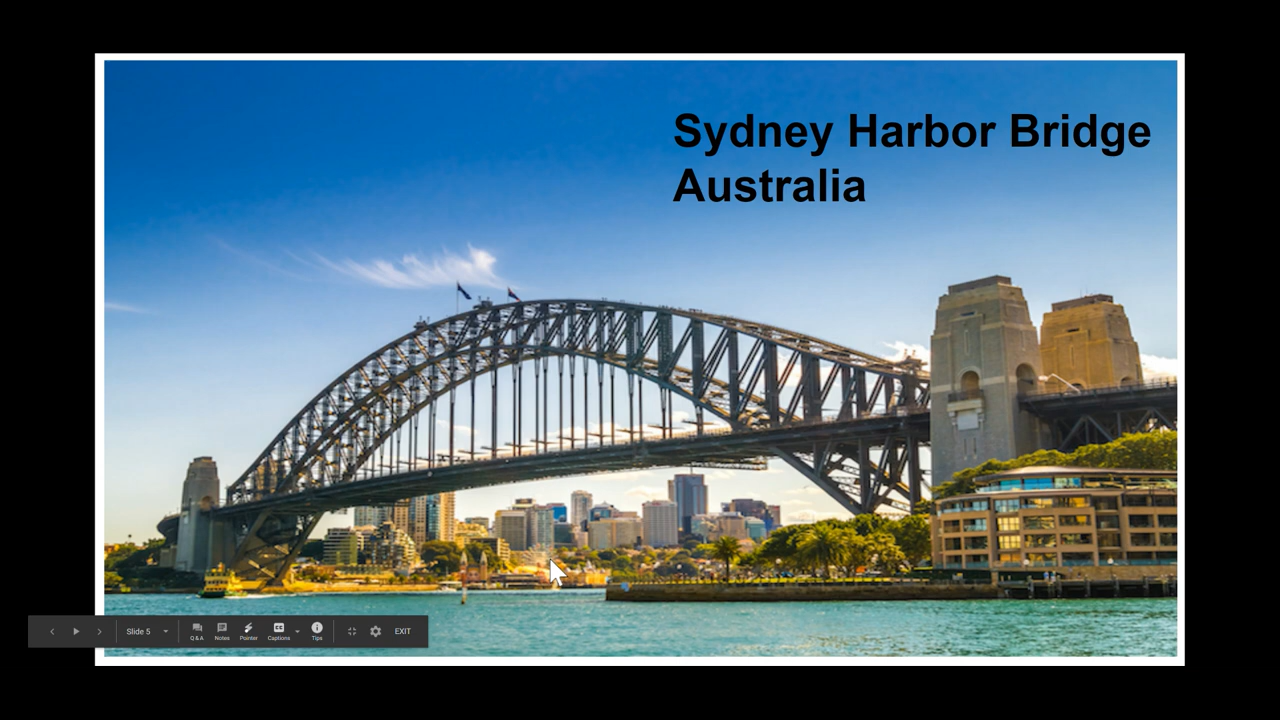 Sydney Harbor Bridge
Australia
Slide 5
Q&A
Notes
Pointer
Captions
Tips
EXIT